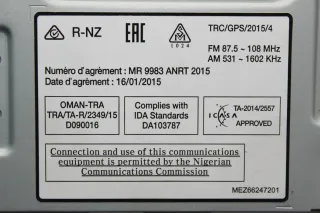 R-NZ
EAC
1024
TRC/GPS/2015/4
FM 87.5 ~ 108 MHz
AM 531 ~ 1602 KHz
Numéro d'agrément : MR 9983 ANRT 2015
Date d'agrément : 16/01/2015
OMAN-TRA
TRA/TA-R/2349/15
D090016
Complies with
IDA Standards
DA103787
ICASA
TA-2014/2557
APPROVED
Connection and use of this communications
equipment is permitted by the Nigerian
Communications Commission
MEZ66247201